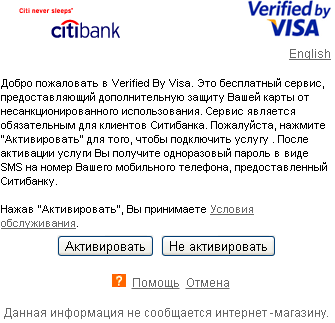 Citi never sleeps®
citibank
Verified by
VISA
English
Добро пожаловать в Verified By Visa. Это бесплатный сервис,
предоставляющий дополнительную защиту Вашей карты от
несанкционированного использования. Сервис является
обязательным для клиентов Ситибанка. Пожалуйста, нажмите
"Активировать" для того, чтобы подключить услугу . После
активации услуги Вы получите одноразовый пароль в виде
SMS на номер Вашего мобильного телефона, предоставленный
Ситибанку.
Нажав "Активировать", Вы принимаете Условия
обслуживания.
Активировать Не активировать
? Помощь Отмена
Данная информация не сообщается интернет-магазину.